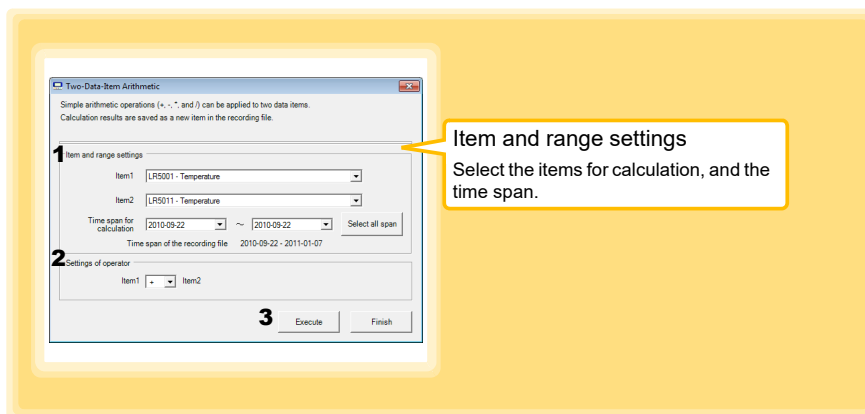 Two-Data-Item Arithmetic
Simple arithmetic operations (+, -, *, and /) can be applied to two data items.
Calculation results are saved as a new item in the recording file.
1
Item and range settings
Item1 LR5001 - Temperature
Item2 LR5011 - Temperature
Time span for
calculation 2010-09-22 ~ 2010-09-22 Select all span
Time span of the recording file 2010-09-22 - 2011-01-07
2
Settings of operator
Item1 + Item2
3 Execute Finish
Item and range settings
Select the items for calculation, and the
time span.